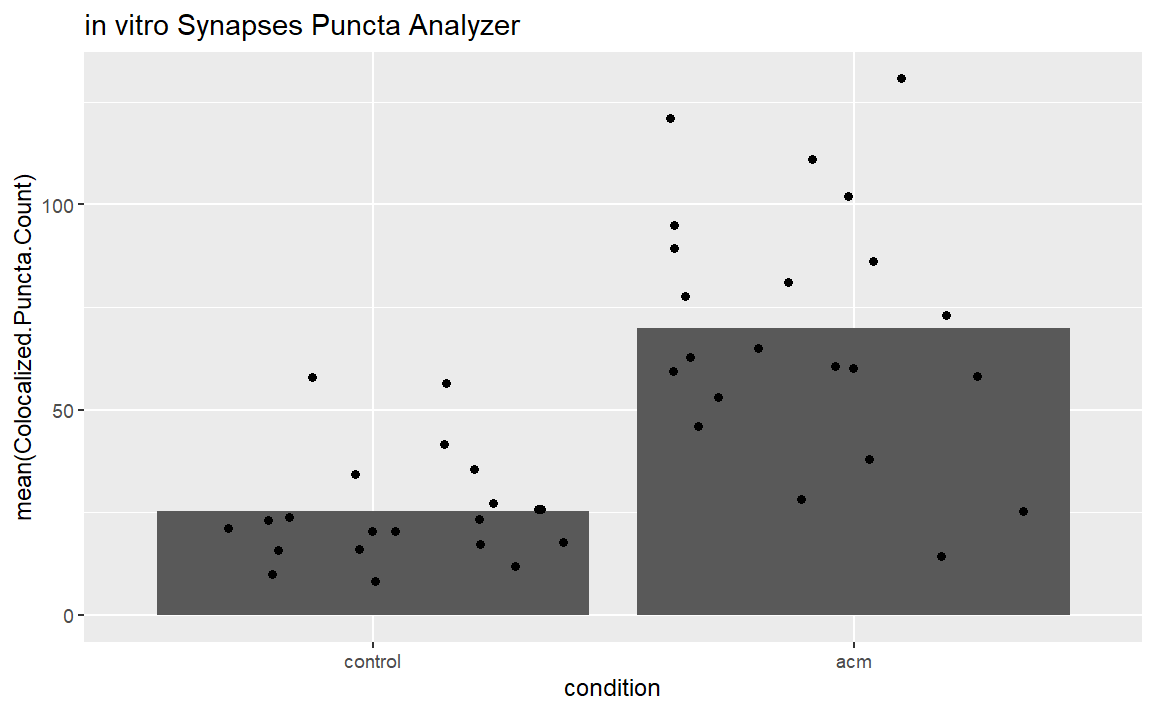 in vitro Synapses Puncta Analyzer
mean(Colocalized.Puncta.Count)
100
50
0
control
acm
condition